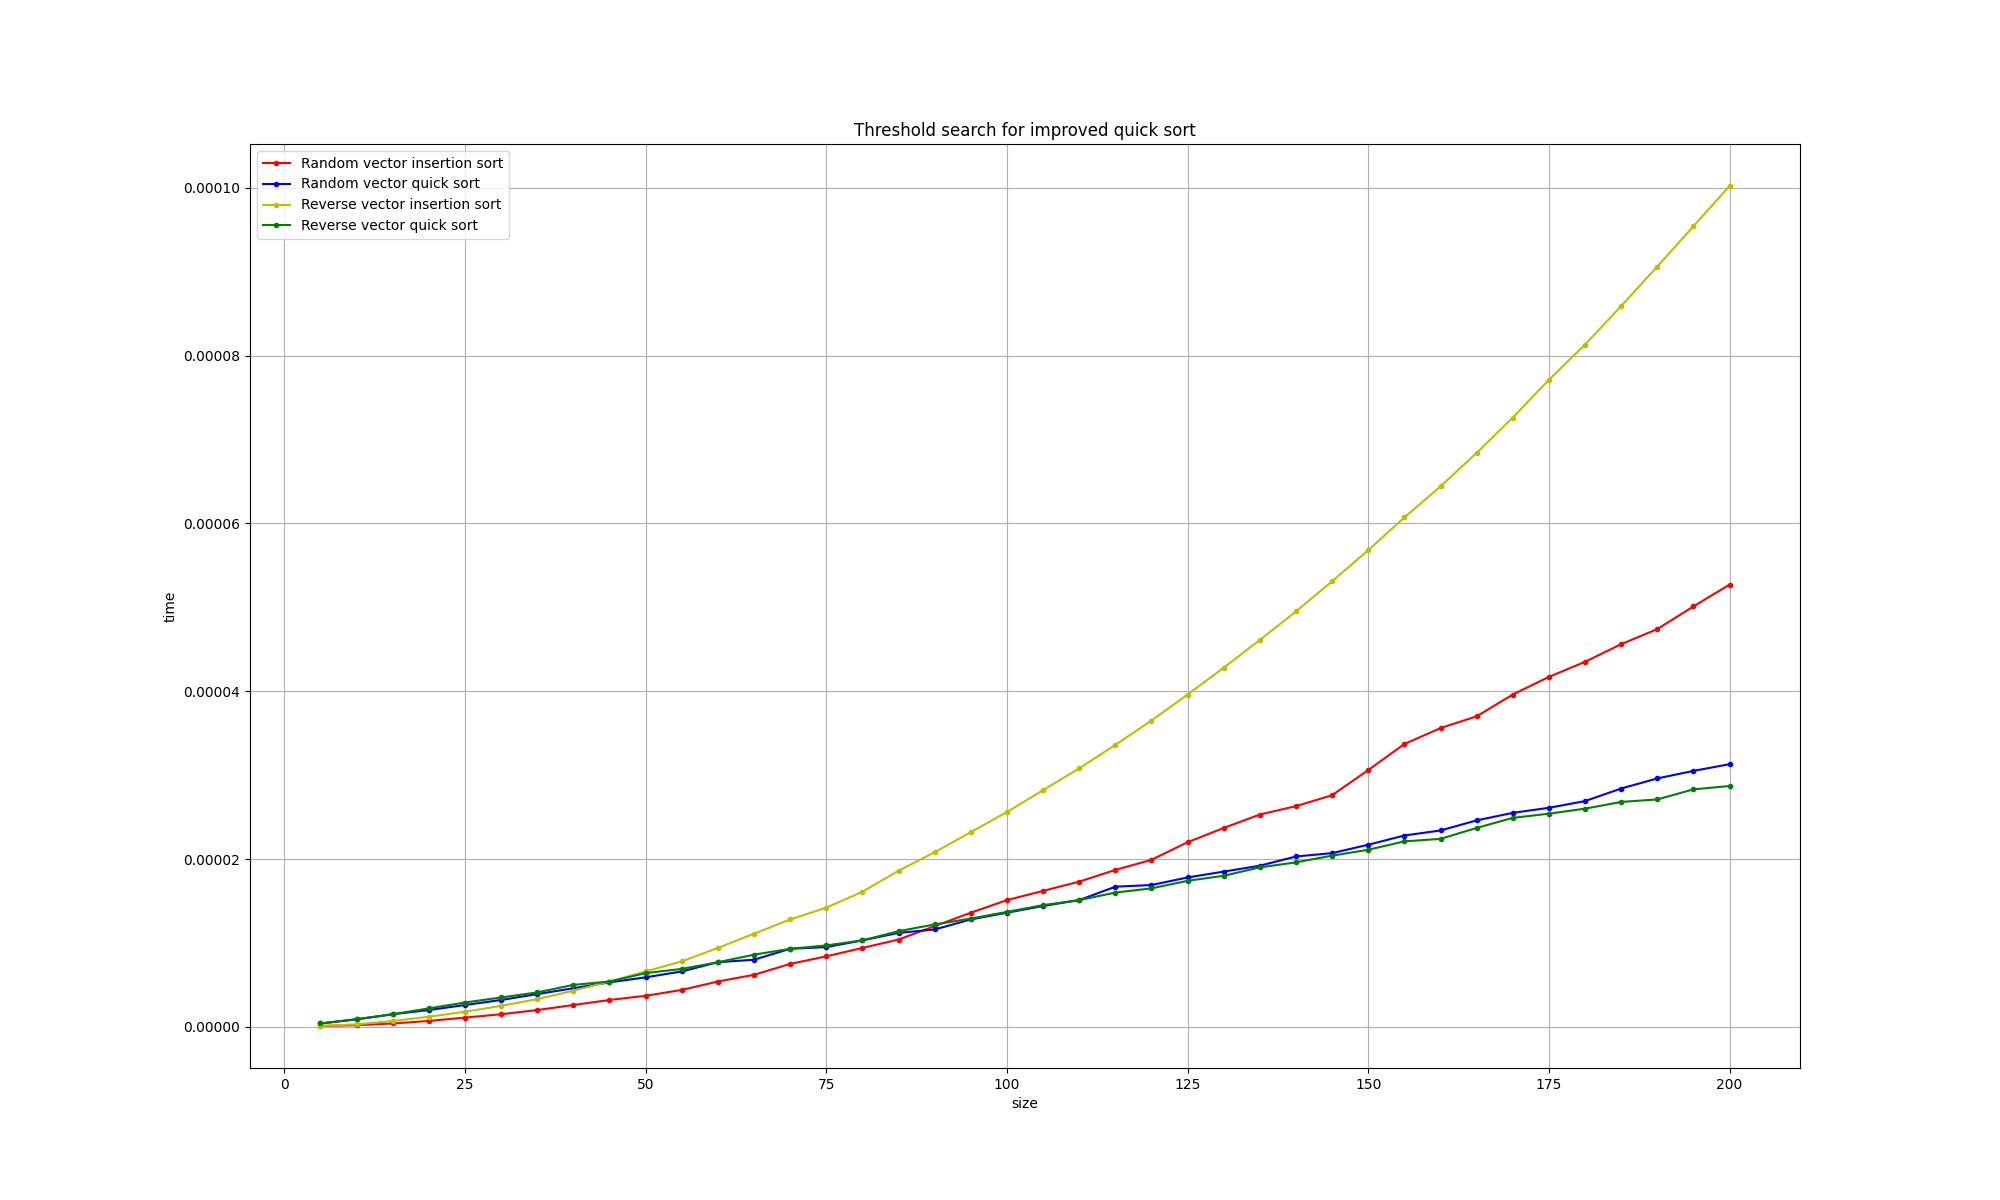 Threshold search for improved quick sort
Random vector insertion sort
Random vector quick sort
Reverse vector insertion sort
Reverse vector quick sort
0.00010
0.00008
0.00006
0.00004
0.00002
0.00000
time
0 25 50 75 100 125 150 175 200
size